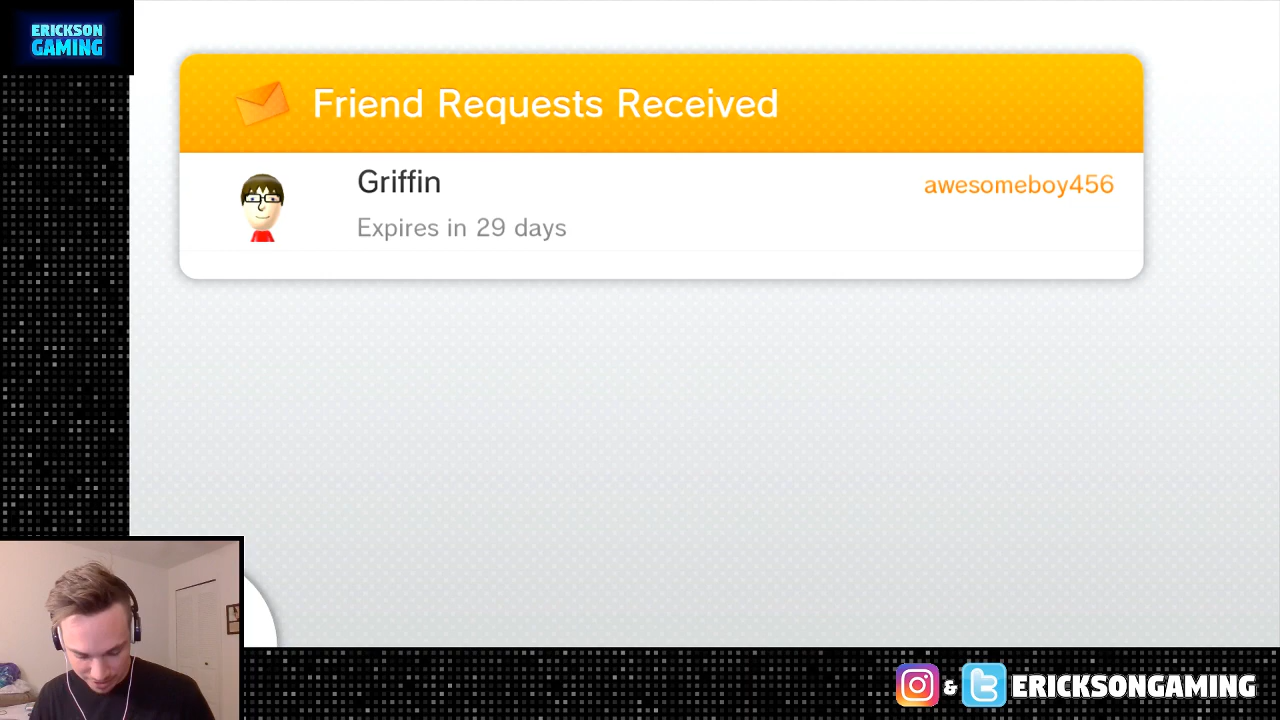 ERICKSON
GAMING
Friend Requests Received
Griffin
awesomeboy456
Expires in 29 days
& ERICKSONGAMING